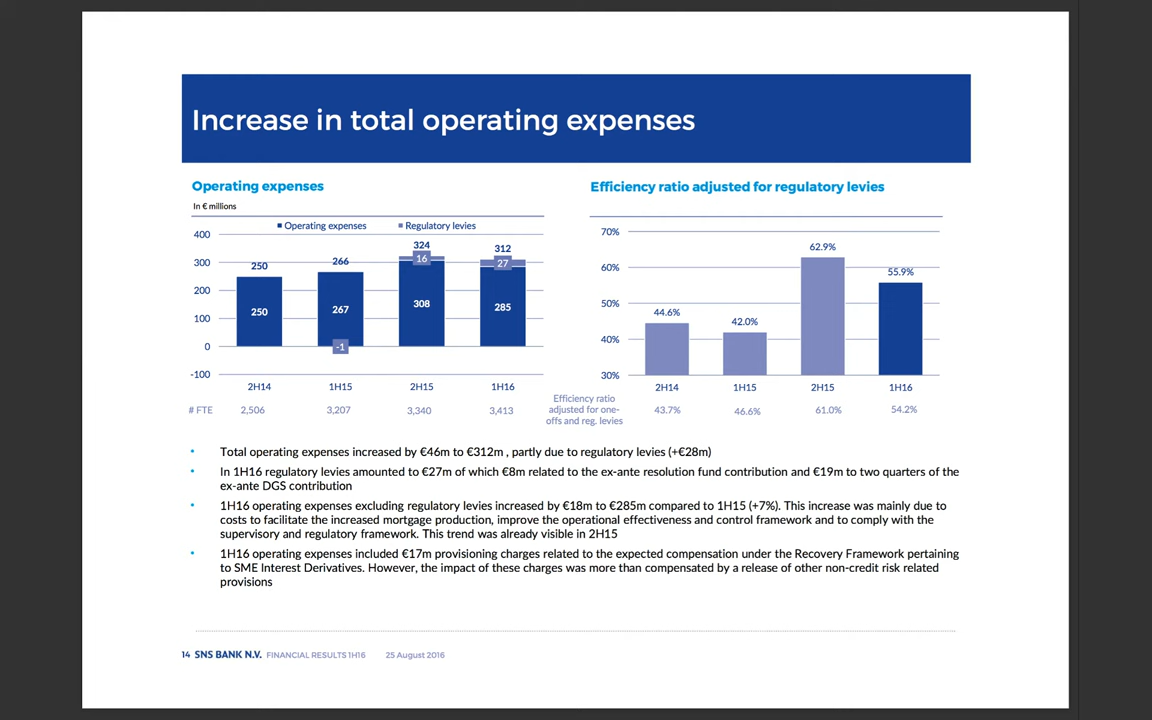 Increase in total operating expenses
Operating expenses
In € millions
Operating expenses Regulatory levies
400
300
200
100
0
-100
250
250
266
267
-1
324
16
308
312
27
285
2H14 1H15 2H15 1H16
# FTE 2,506 3,207 3,340 3,413
Efficiency ratio adjusted for regulatory levies
70%
60%
50%
40%
30%
44.6%
42.0%
62.9%
55.9%
2H14 1H15 2H15 1H16
Efficiency ratio
adjusted for one-
offs and reg. levies
43.7% 46.6% 61.0% 54.2%
• Total operating expenses increased by €46m to €312m , partly due to regulatory levies (+€28m)
• In 1H16 regulatory levies amounted to €27m of which €8m related to the ex-ante resolution fund contribution and €19m to two quarters of the
ex-ante DGS contribution
• 1H16 operating expenses excluding regulatory levies increased by €18m to €285m compared to 1H15 (+7%). This increase was mainly due to
costs to facilitate the increased mortgage production, improve the operational effectiveness and control framework and to comply with the
supervisory and regulatory framework. This trend was already visible in 2H15
• 1H16 operating expenses included €17m provisioning charges related to the expected compensation under the Recovery Framework pertaining
to SME Interest Derivatives. However, the impact of these charges was more than compensated by a release of other non-credit risk related
provisions
14 SNS BANK N.V. FINANCIAL RESULTS 1H16 25 August 2016